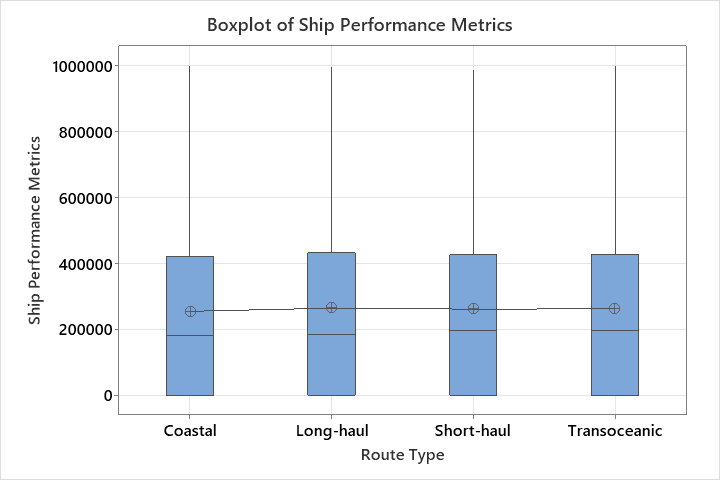 Boxplot of Ship Performance Metrics
Ship Performance Metrics
1000000
800000
600000
400000
200000
0
Coastal Long-haul Short-haul Transoceanic
Route Type